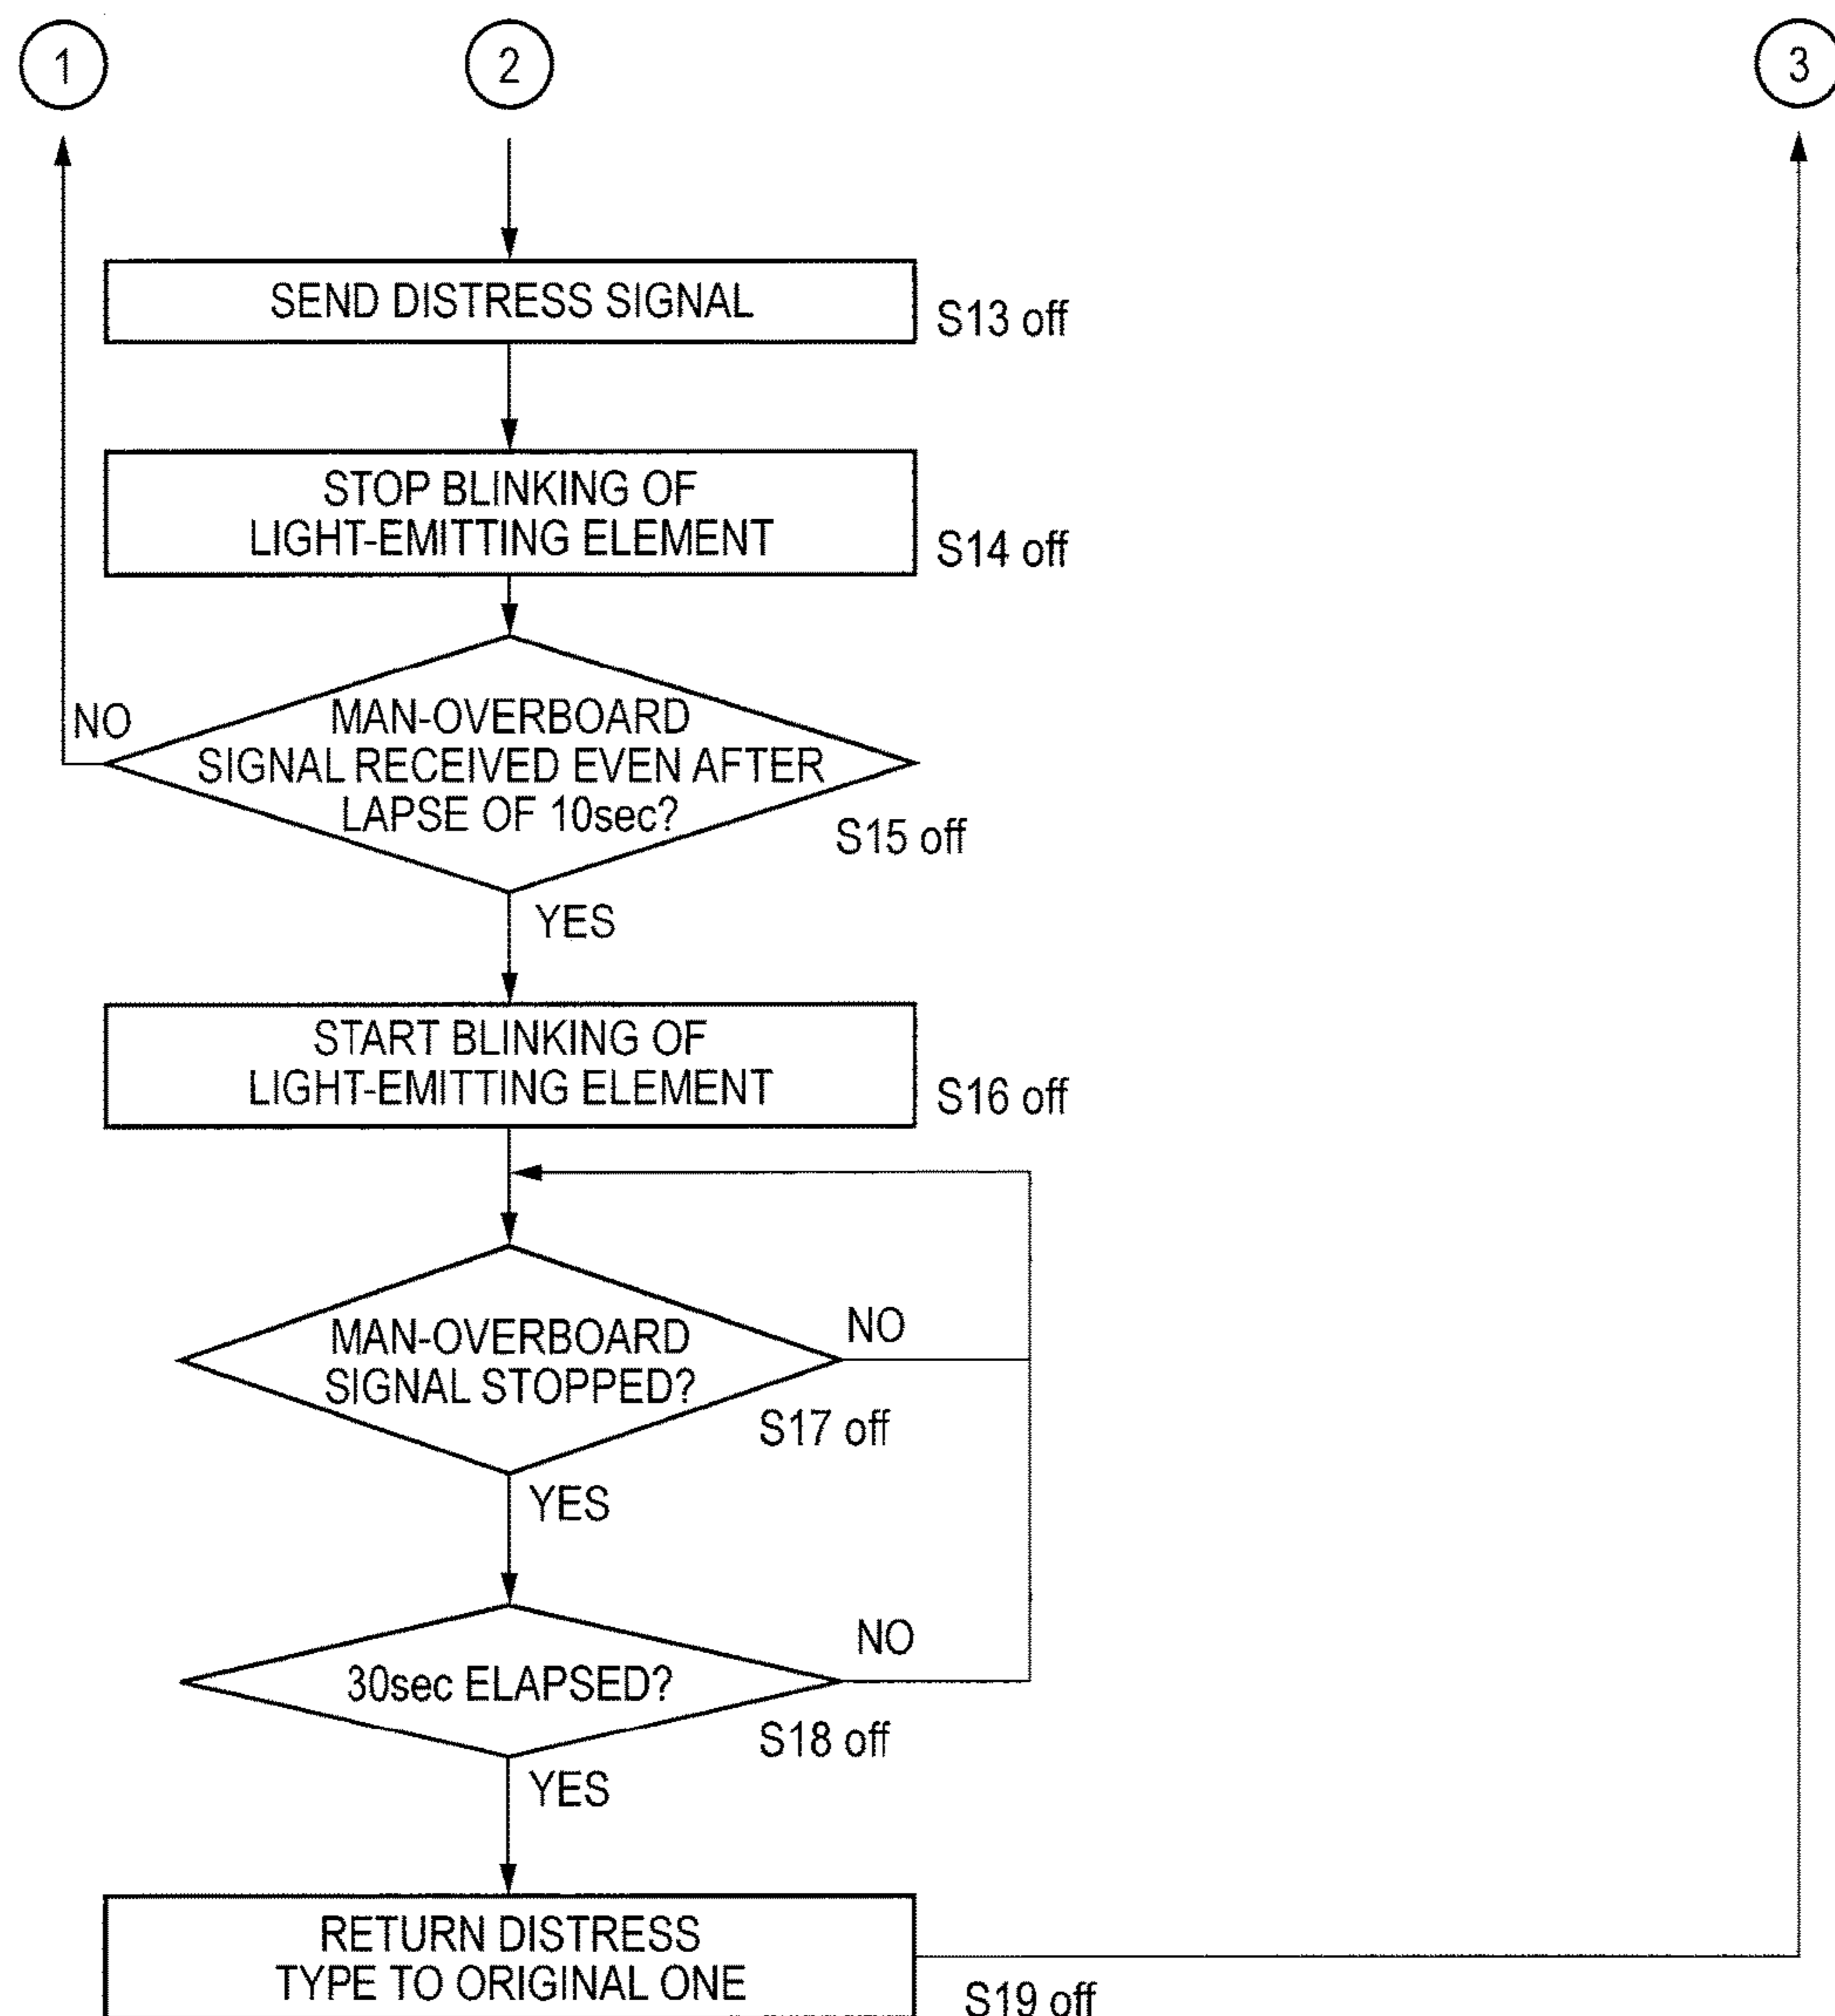 1
2
3
SEND DISTRESS SIGNAL
S13 off
STOP BLINKING OF
LIGHT-EMITTING ELEMENT
S14 off
NO
MAN-OVERBOARD
SIGNAL RECEIVED EVEN AFTER
LAPSE OF 10sec?
S15 off
YES
START BLINKING OF
LIGHT-EMITTING ELEMENT
S16 off
MAN-OVERBOARD
SIGNAL STOPPED?
NO
S17 off
YES
30sec ELAPSED?
NO
S18 off
YES
RETURN DISTRESS
TYPE TO ORIGINAL ONE
S19 off